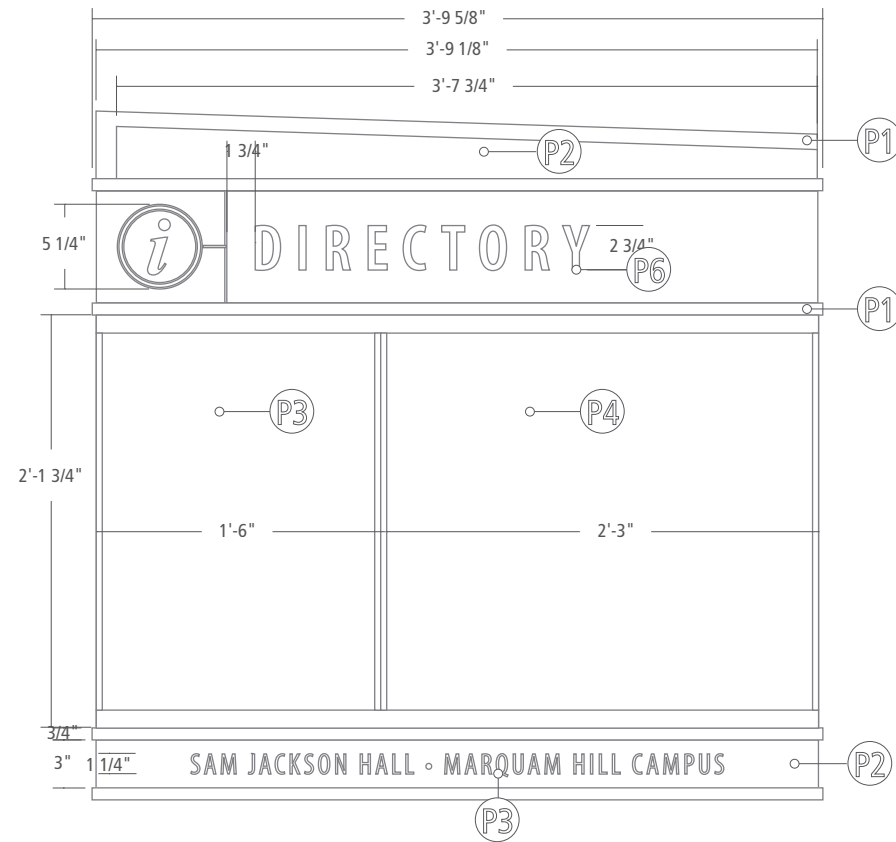 3'-9 5/8"
3'-9 1/8"
3'-7 3/4"
P1
P2
1 3/4"
i DIRECTORY
5 1/4"
2 3/4"
P6
P1
P3
P4
2'-1 3/4"
1'-6"
2'-3"
3/4"
3"
1 1/4"
SAM JACKSON HALL • MARQUAM HILL CAMPUS
P2
P3